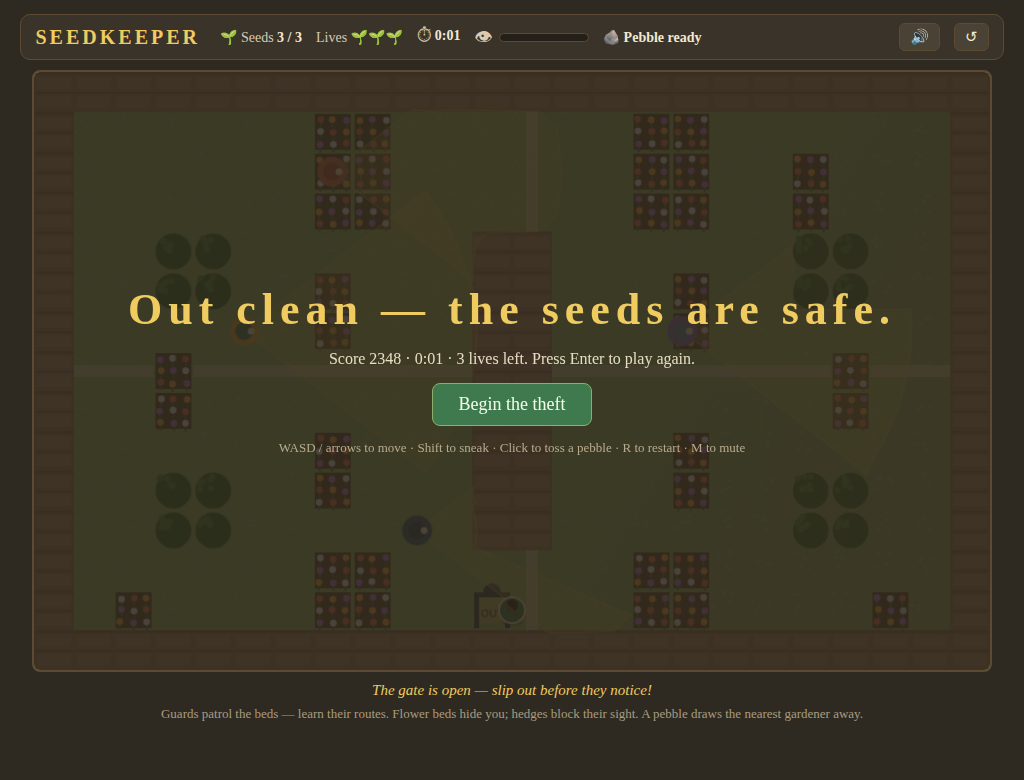 SEEDKEEPER Seeds 3 / 3 Lives 0:01 Pebble ready
Out clean — the seeds are safe.
Score 2348 · 0:01 · 3 lives left. Press Enter to play again.
Begin the theft
WASD / arrows to move · Shift to sneak · Click to toss a pebble · R to restart · M to mute
The gate is open — slip out before they notice!
Guards patrol the beds — learn their routes. Flower beds hide you; hedges block their sight. A pebble draws the nearest gardener away.